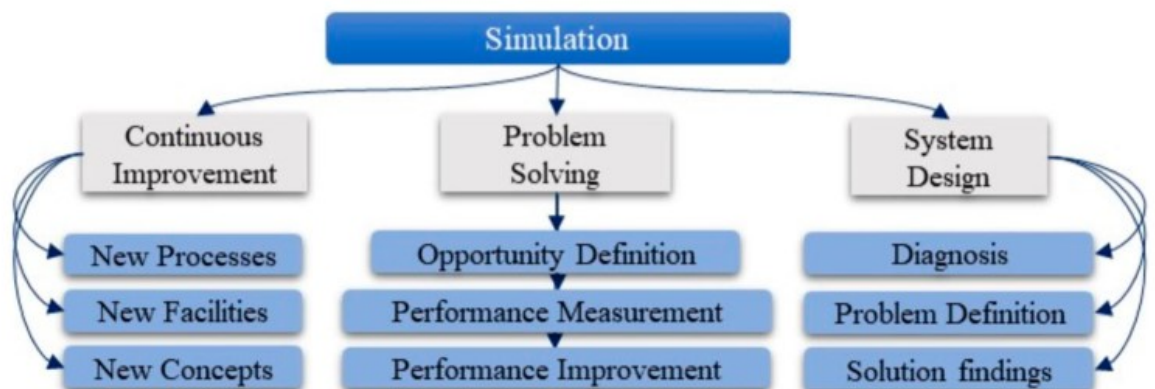 Simulation
Continuous
Improvement
Problem
Solving
System
Design
New Processes
Opportunity Definition
Diagnosis
New Facilities
Performance Measurement
Problem Definition
New Concepts
Performance Improvement
Solution findings